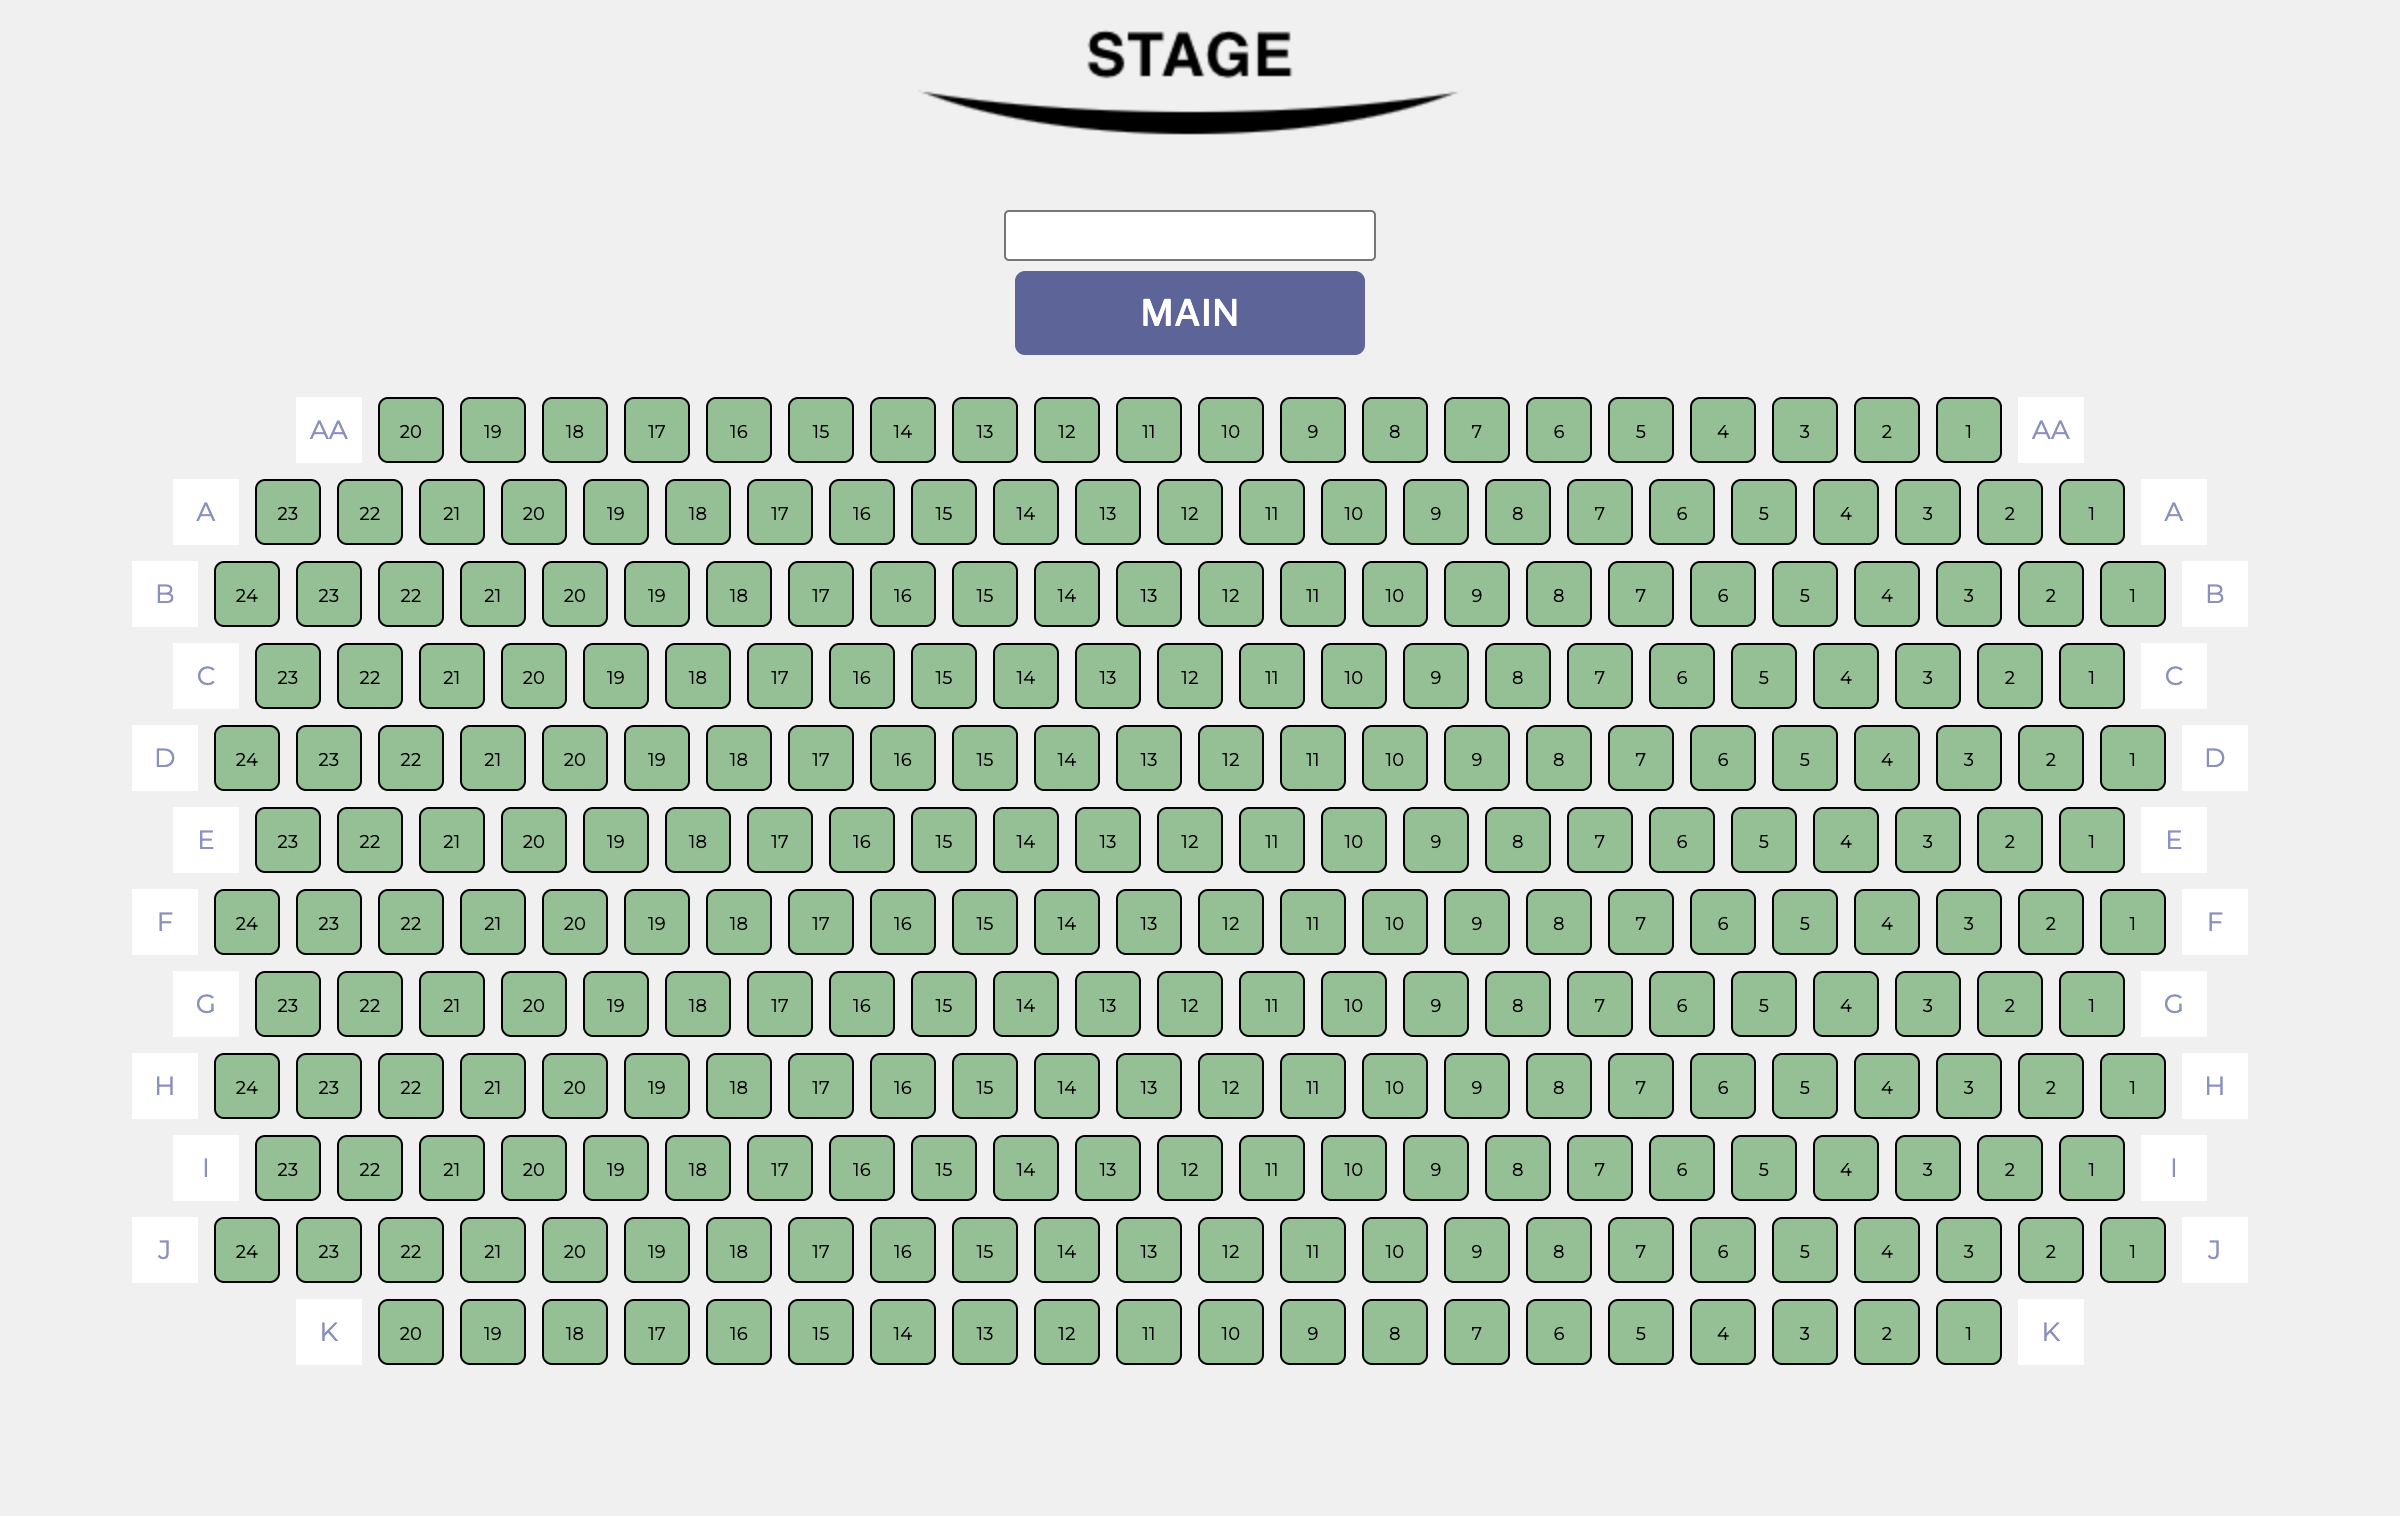 STAGE
MAIN
AA 20 19 18 17 16 15 14 13 12 11 10 9 8 7 6 5 4 3 2 1 AA
A 23 22 21 20 19 18 17 16 15 14 13 12 11 10 9 8 7 6 5 4 3 2 1 A
B 24 23 22 21 20 19 18 17 16 15 14 13 12 11 10 9 8 7 6 5 4 3 2 1 B
C 23 22 21 20 19 18 17 16 15 14 13 12 11 10 9 8 7 6 5 4 3 2 1 C
D 24 23 22 21 20 19 18 17 16 15 14 13 12 11 10 9 8 7 6 5 4 3 2 1 D
E 23 22 21 20 19 18 17 16 15 14 13 12 11 10 9 8 7 6 5 4 3 2 1 E
F 24 23 22 21 20 19 18 17 16 15 14 13 12 11 10 9 8 7 6 5 4 3 2 1 F
G 23 22 21 20 19 18 17 16 15 14 13 12 11 10 9 8 7 6 5 4 3 2 1 G
H 24 23 22 21 20 19 18 17 16 15 14 13 12 11 10 9 8 7 6 5 4 3 2 1 H
I 23 22 21 20 19 18 17 16 15 14 13 12 11 10 9 8 7 6 5 4 3 2 1 I
J 24 23 22 21 20 19 18 17 16 15 14 13 12 11 10 9 8 7 6 5 4 3 2 1 J
K 20 19 18 17 16 15 14 13 12 11 10 9 8 7 6 5 4 3 2 1 K